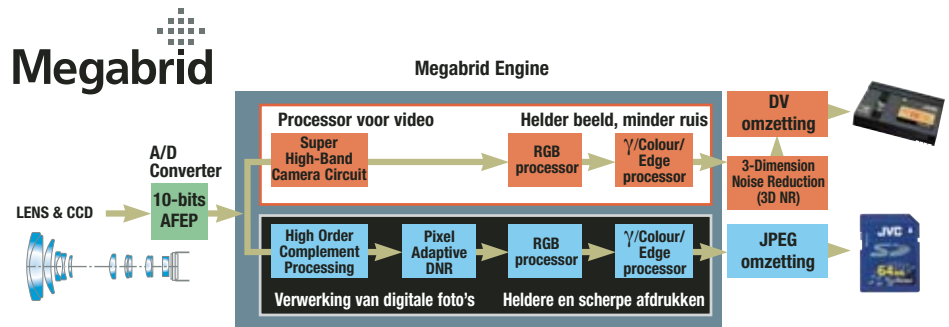 Megabrid
Megabrid Engine
Processor voor video
Helder beeld, minder ruis
DV
omzetting
A/D
Converter
Super
High-Band
Camera Circuit
RGB
processor
γ/Colour/
Edge
processor
3-Dimension
Noise Reduction
(3D NR)
LENS & CCD
10-bits
AFEP
High Order
Complement
Processing
Pixel
Adaptive
DNR
RGB
processor
γ/Colour/
Edge
processor
JPEG
omzetting
JVC
64
Verwerking van digitale foto's
Heldere en scherpe afdrukken